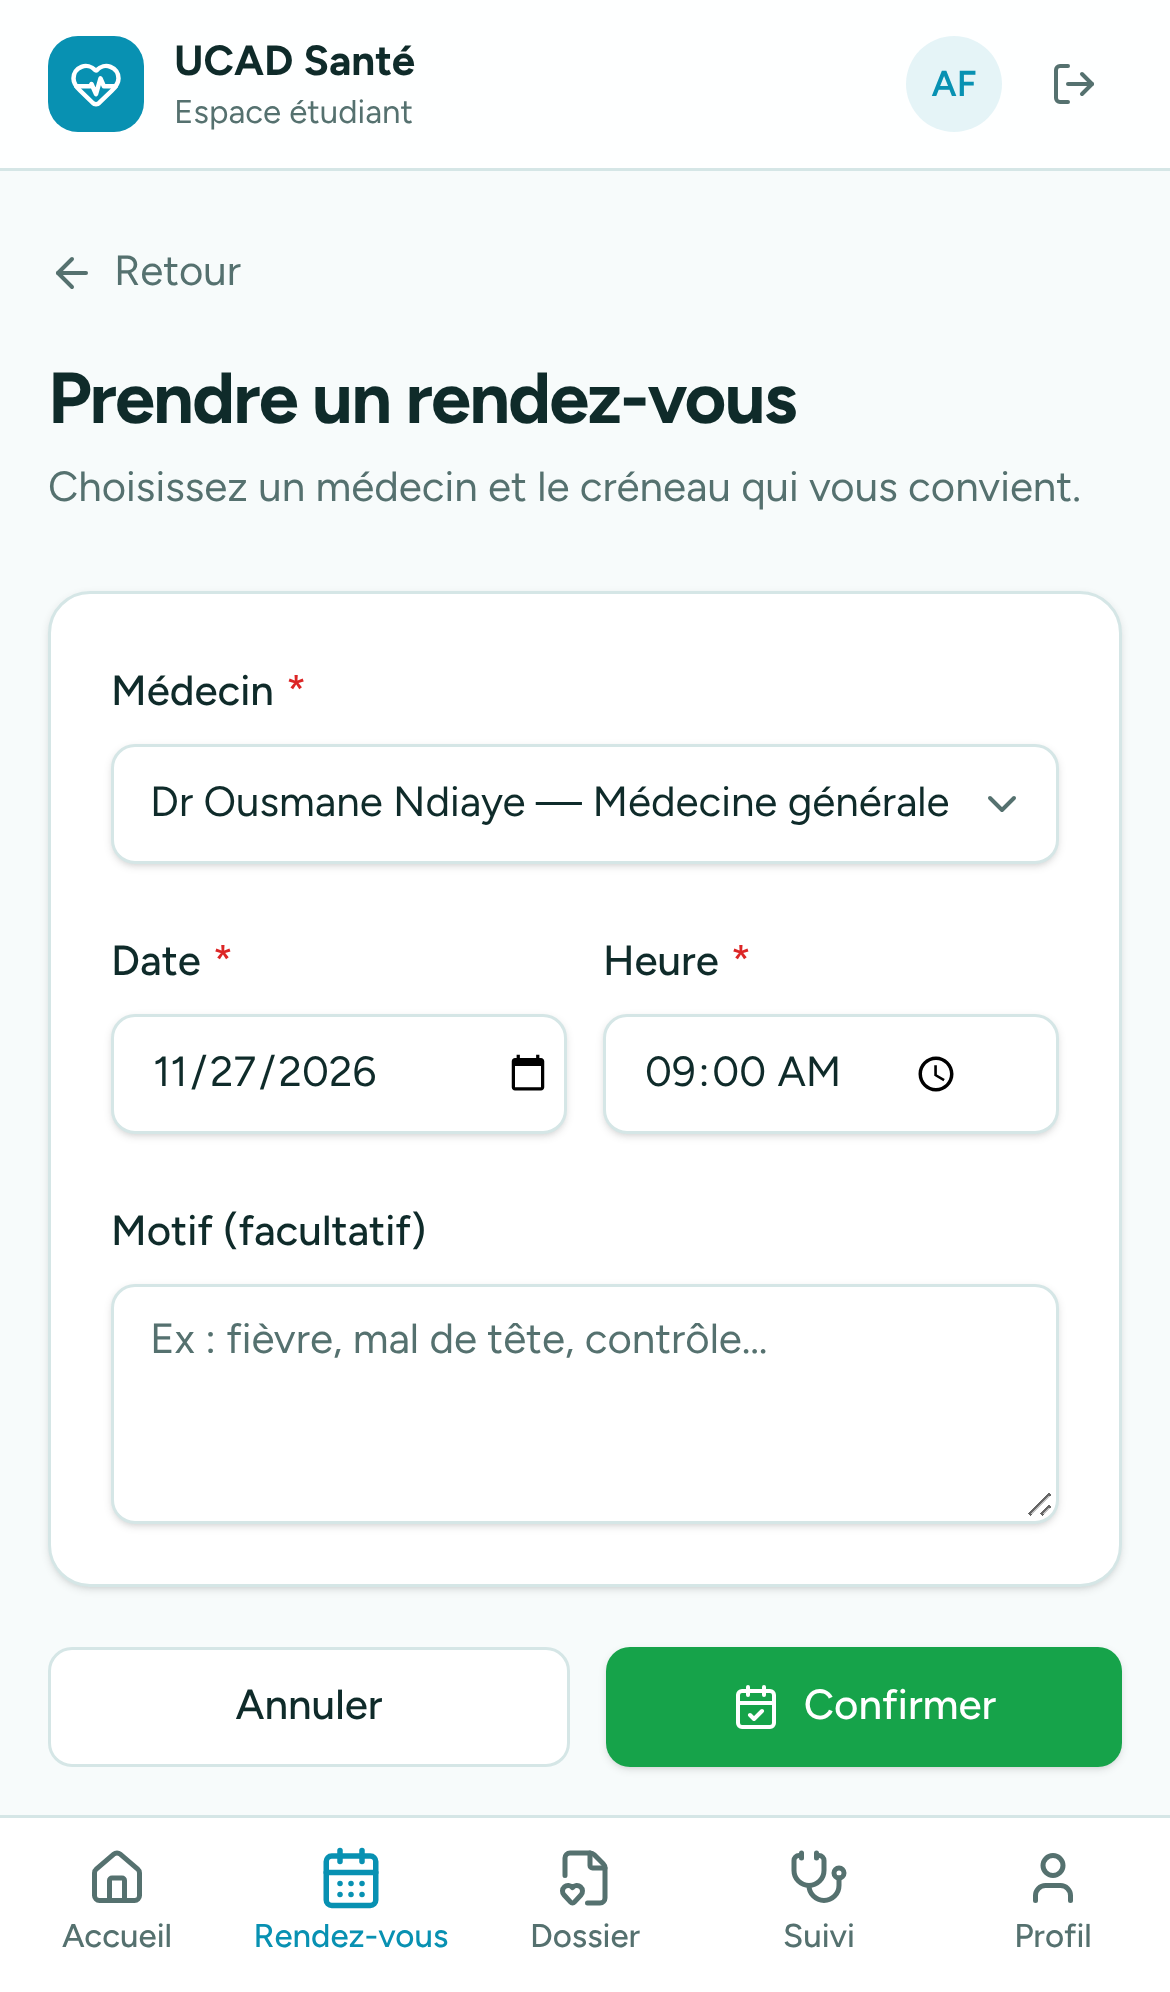 UCAD Santé
Espace étudiant
AF
Retour
Prendre un rendez-vous
Choisissez un médecin et le créneau qui vous convient.
Médecin *
Dr Ousmane Ndiaye — Médecine générale
Date *
Heure *
11/27/2026
09:00 AM
Motif (facultatif)
Ex : fièvre, mal de tête, contrôle...
Annuler
Confirmer
Accueil
Rendez-vous
Dossier
Suivi
Profil